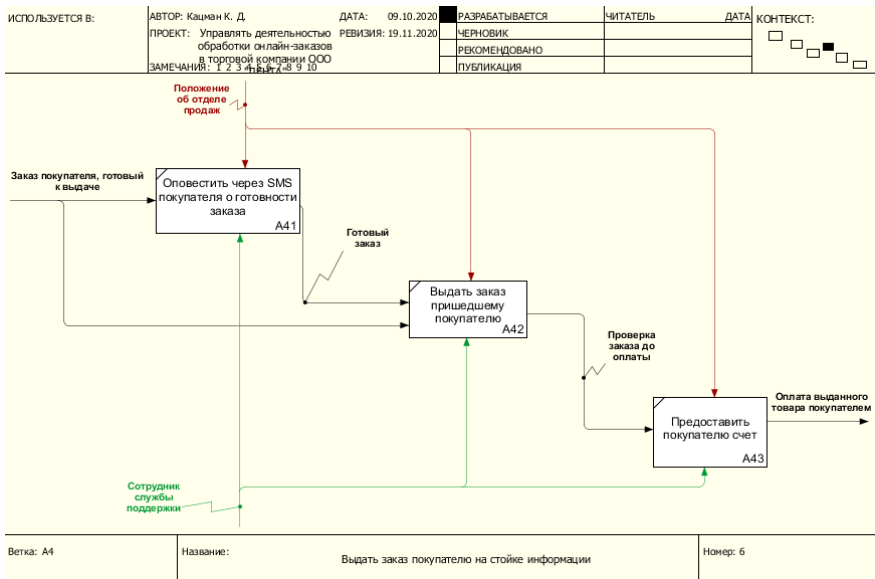 ИСПОЛЬЗУЕТСЯ В:
АВТОР: Кацман К. Д.
ДАТА: 09.10.2020
РАЗРАБАТЫВАЕТСЯ
ЧИТАТЕЛЬ
ДАТА
КОНТЕКСТ:
ПРОЕКТ: Управлять деятельностью
обработки онлайн-заказов
в торговой компании ООО
"ЛЕНТА"
РЕВИЗИЯ: 19.11.2020
ЧЕРНОВИК
РЕКОМЕНДОВАНО
ЗАМЕЧАНИЯ: 1 2 3 4 5 6 7 8 9 10
ПУБЛИКАЦИЯ
Положение
об отделе
продаж
Заказ покупателя, готовый
к выдаче
Оповестить через SMS
покупателя о готовности
заказа
A41
Готовый
заказ
Выдать заказ
пришедшему
покупателю
A42
Проверка
заказа до
оплаты
Оплата выданного
товара покупателем
Предоставить
покупателю счет
A43
Сотрудник
службы
поддержки
Ветка: A4
Название:
Выдать заказ покупателю на стойке информации
Номер: 6